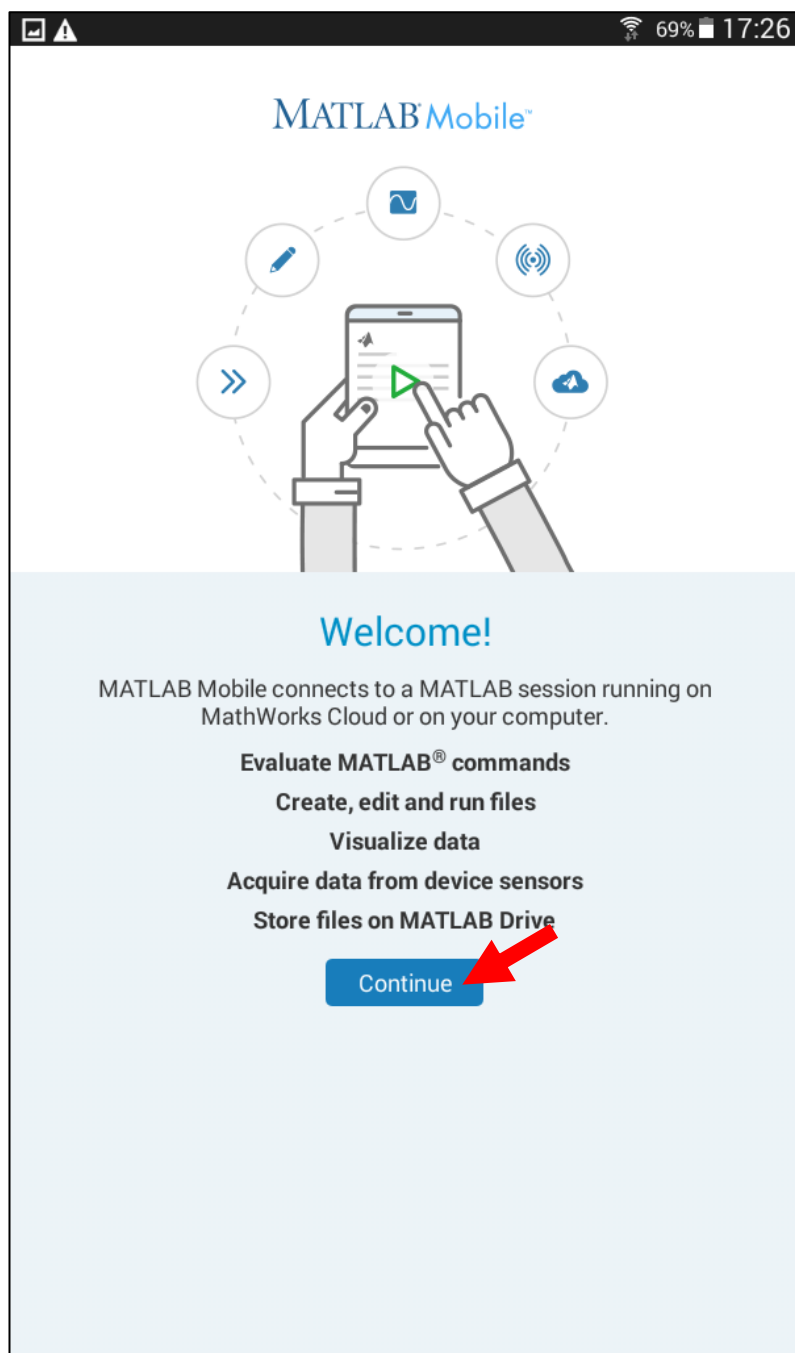 69% 17:26
MATLAB® Mobile™
Welcome!
MATLAB Mobile connects to a MATLAB session running on
MathWorks Cloud or on your computer.
Evaluate MATLAB® commands
Create, edit and run files
Visualize data
Acquire data from device sensors
Store files on MATLAB Drive
Continue